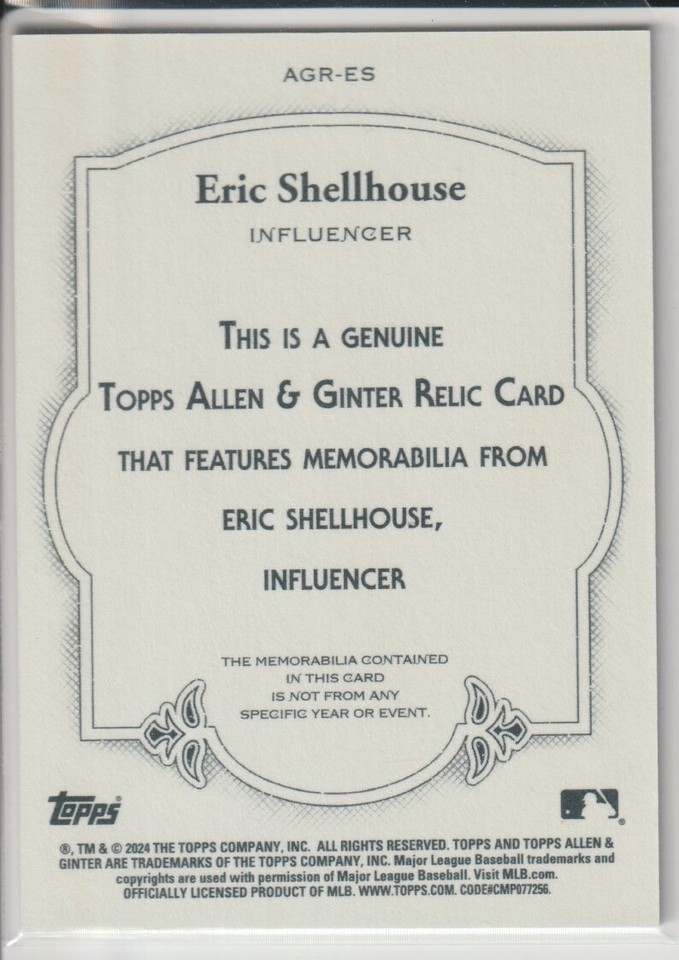 AGR-ES
Eric Shellhouse
INFLUENCER
THIS IS A GENUINE
TOPPS ALLEN & GINTER RELIC CARD
THAT FEATURES MEMORABILIA FROM
ERIC SHELLHOUSE,
INFLUENCER
THE MEMORABILIA CONTAINED
IN THIS CARD
IS NOT FROM ANY
SPECIFIC YEAR OR EVENT.
Topps®
®
®, TM & © 2024 THE TOPPS COMPANY, INC. ALL RIGHTS RESERVED. TOPPS AND TOPPS ALLEN &
GINTER ARE TRADEMARKS OF THE TOPPS COMPANY, INC. Major League Baseball trademarks and
copyrights are used with permission of Major League Baseball. Visit MLB.com.
OFFICIALLY LICENSED PRODUCT OF MLB. WWW.TOPPS.COM. CODE#CMP077256.